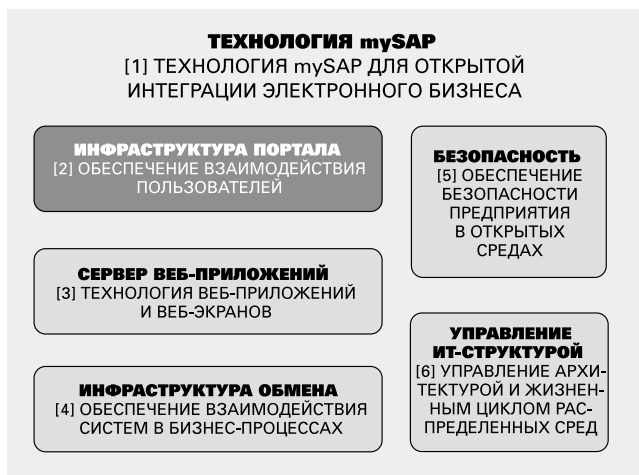 ТЕХНОЛОГИЯ mySAP
[1] ТЕХНОЛОГИЯ mySAP ДЛЯ ОТКРЫТОЙ
ИНТЕГРАЦИИ ЭЛЕКТРОННОГО БИЗНЕСА
ИНФРАСТРУКТУРА ПОРТАЛА
[2] ОБЕСПЕЧЕНИЕ ВЗАИМОДЕЙСТВИЯ
ПОЛЬЗОВАТЕЛЕЙ
СЕРВЕР ВЕБ-ПРИЛОЖЕНИЙ
[3] ТЕХНОЛОГИЯ ВЕБ-ПРИЛОЖЕНИЙ
И ВЕБ-ЭКРАНОВ
ИНФРАСТРУКТУРА ОБМЕНА
[4] ОБЕСПЕЧЕНИЕ ВЗАИМОДЕЙСТВИЯ
СИСТЕМ В БИЗНЕС-ПРОЦЕССАХ
БЕЗОПАСНОСТЬ
[5] ОБЕСПЕЧЕНИЕ
БЕЗОПАСНОСТИ
ПРЕДПРИЯТИЯ
В ОТКРЫТЫХ
СРЕДАХ
УПРАВЛЕНИЕ
ИТ-СТРУКТУРОЙ
[6] УПРАВЛЕНИЕ АРХИ-
ТЕКТУРОЙ И ЖИЗНЕН-
НЫМ ЦИКЛОМ РАС-
ПРЕДЕЛЕННЫХ СРЕД